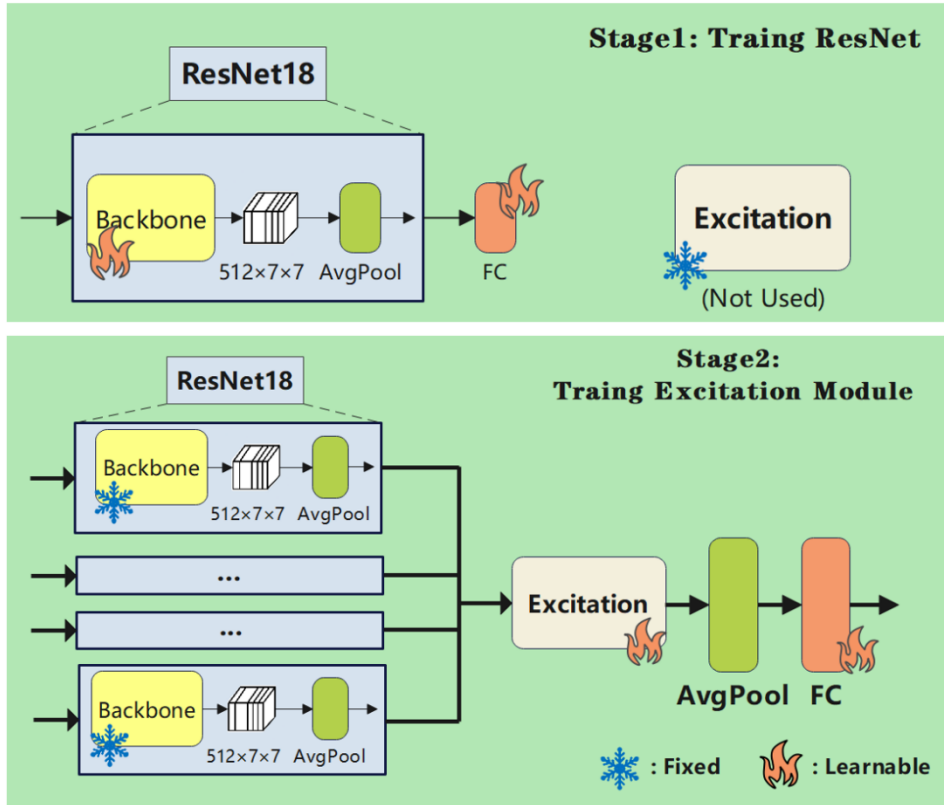 Stage1: Traing ResNet
ResNet18
Backbone
512×7×7
AvgPool
FC
Excitation
(Not Used)
Stage2:
Traing Excitation Module
ResNet18
Backbone
512×7×7
AvgPool
...
...
Backbone
512×7×7
AvgPool
Excitation
AvgPool
FC
: Fixed
: Learnable